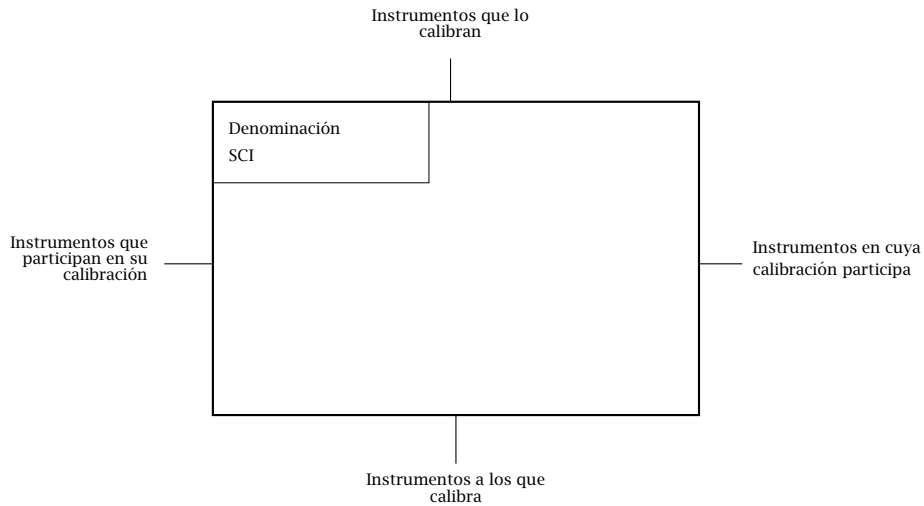 Instrumentos que lo
calibran
Denominación
SCI
Instrumentos que
participan en su
calibración
Instrumentos en cuya
calibración participa
Instrumentos a los que
calibra